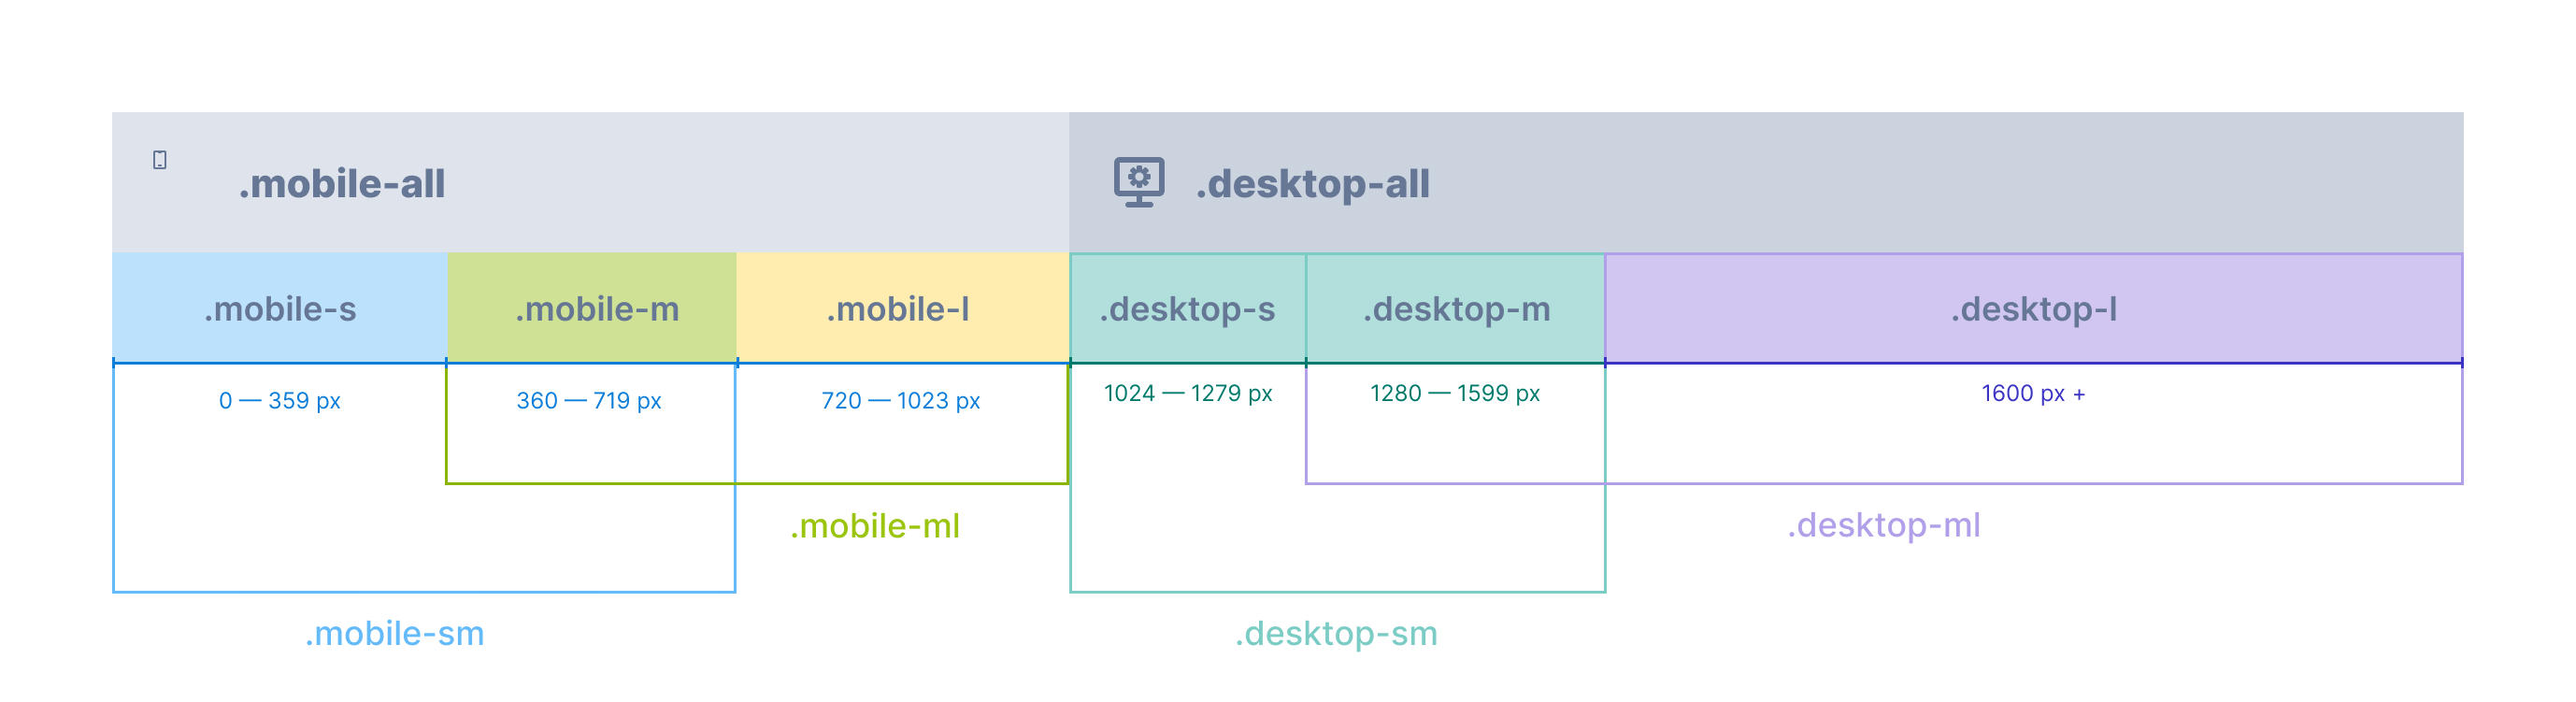 .mobile-all
.desktop-all
.mobile-s
.mobile-m
.mobile-l
.desktop-s
.desktop-m
.desktop-l
0 — 359 px
360 — 719 px
720 — 1023 px
1024 — 1279 px
1280 — 1599 px
1600 px +
.mobile-ml
.desktop-ml
.mobile-sm
.desktop-sm